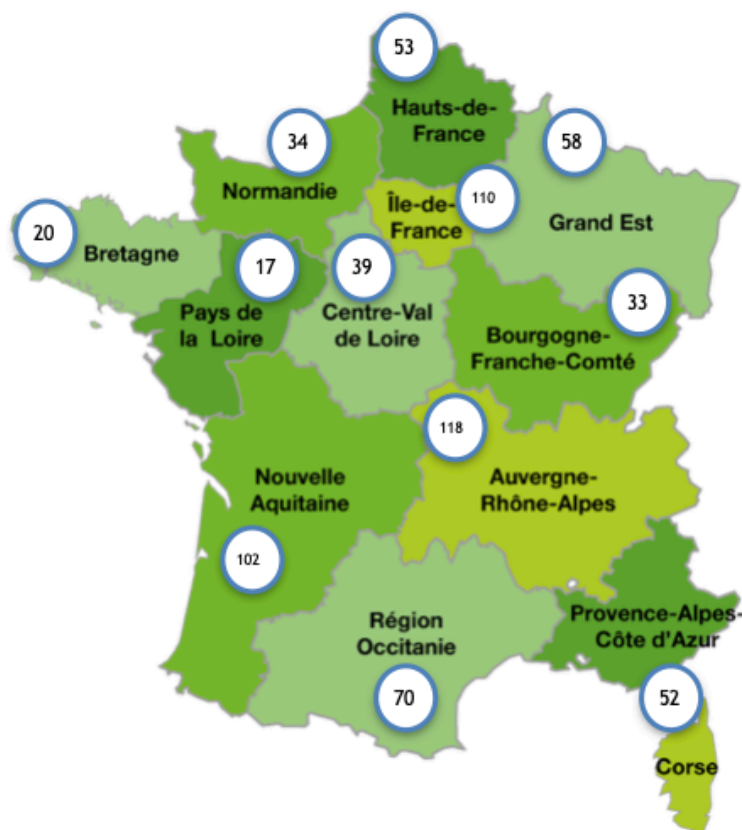 53
Hauts-de-
France
34
Normandie
58
Grand Est
110
Île-de-
France
20
Bretagne
17
Pays de
la Loire
39
Centre-Val
de Loire
33
Bourgogne-
Franche-Comté
118
Auvergne-
Rhône-Alpes
Nouvelle
Aquitaine
102
Région
Occitanie
70
Provence-Alpes-
Côte d'Azur
52
Corse